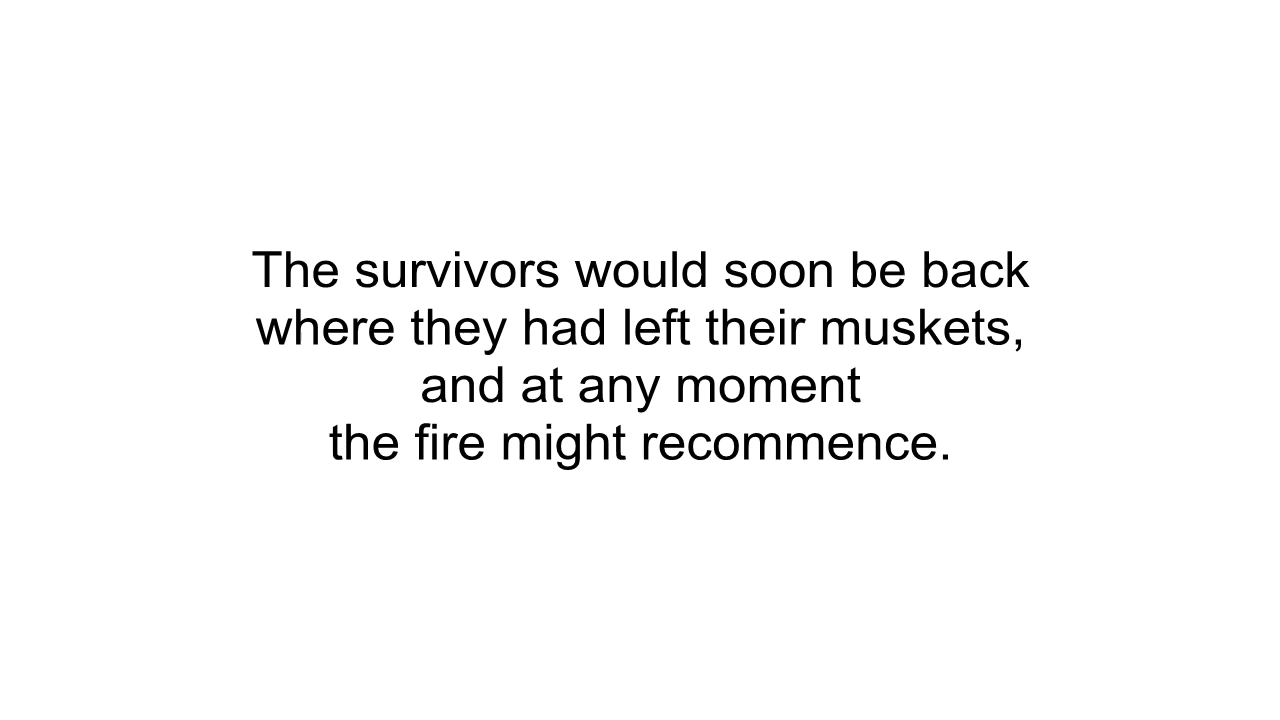 The survivors would soon be back
where they had left their muskets,
and at any moment
the fire might recommence.